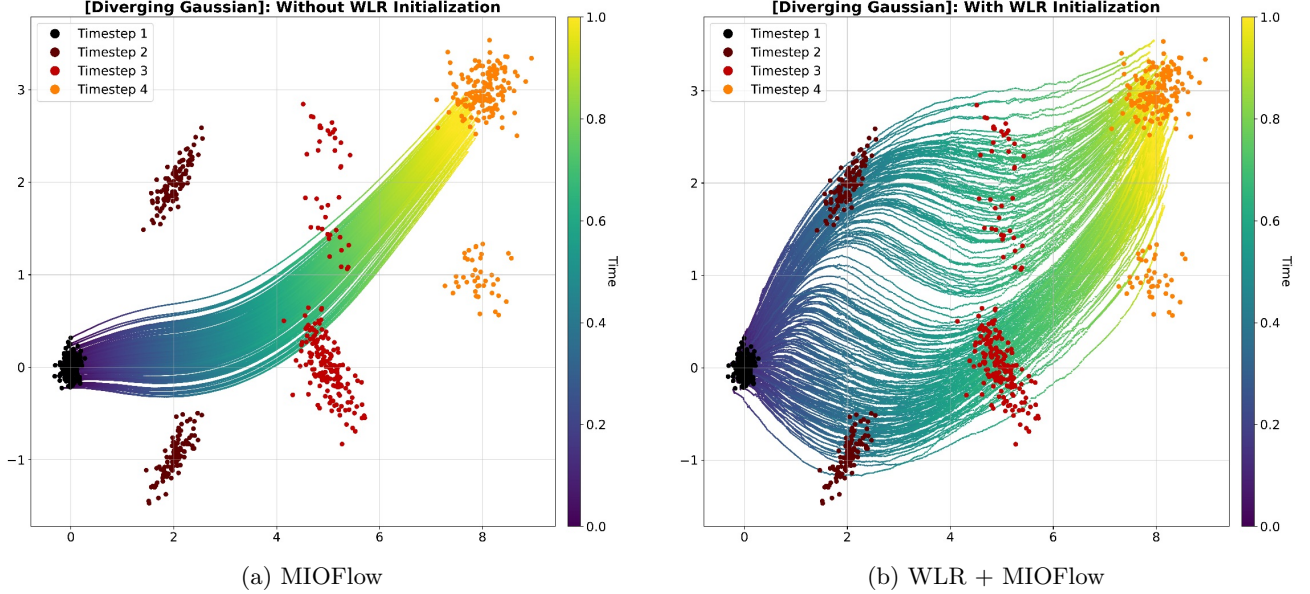 [Diverging Gaussian]: Without WLR Initialization
Timestep 1
Timestep 2
Timestep 3
Timestep 4
3
2
1
0
−1
0
2
4
6
8
1.0
0.8
0.6
0.4
0.2
0.0
Time
(a) MIOFlow
[Diverging Gaussian]: With WLR Initialization
Timestep 1
Timestep 2
Timestep 3
Timestep 4
3
2
1
0
−1
0
2
4
6
8
1.0
0.8
0.6
0.4
0.2
0.0
Time
(b) WLR + MIOFlow